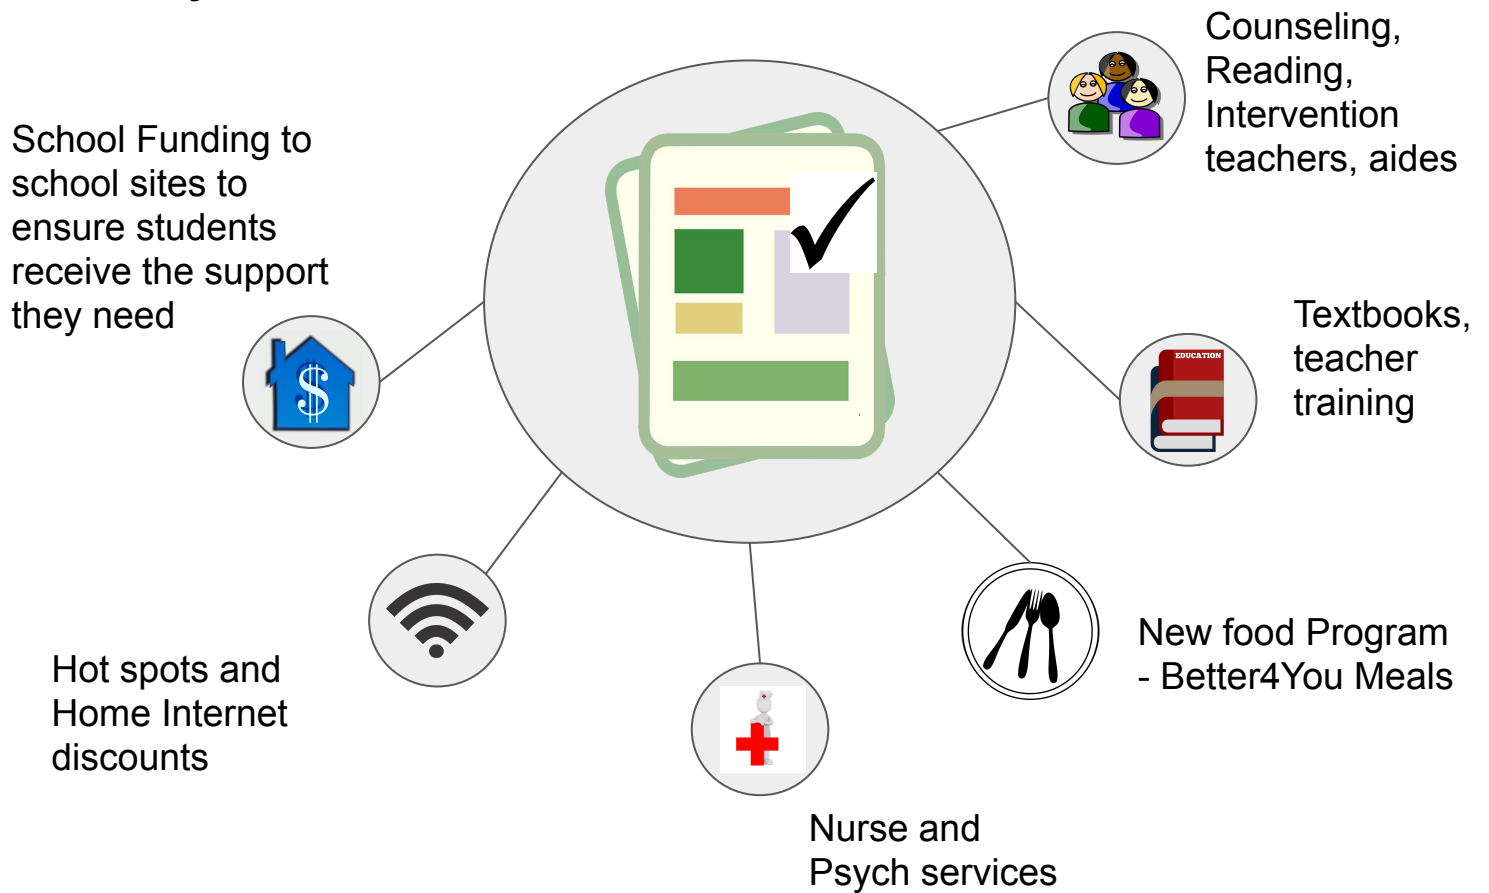 Counseling,
Reading,
Intervention
teachers, aides
School Funding to
school sites to
ensure students
receive the support
they need
EDUCATION
Textbooks,
teacher
training
New food Program
- Better4You Meals
Hot spots and
Home Internet
discounts
Nurse and
Psych services
$